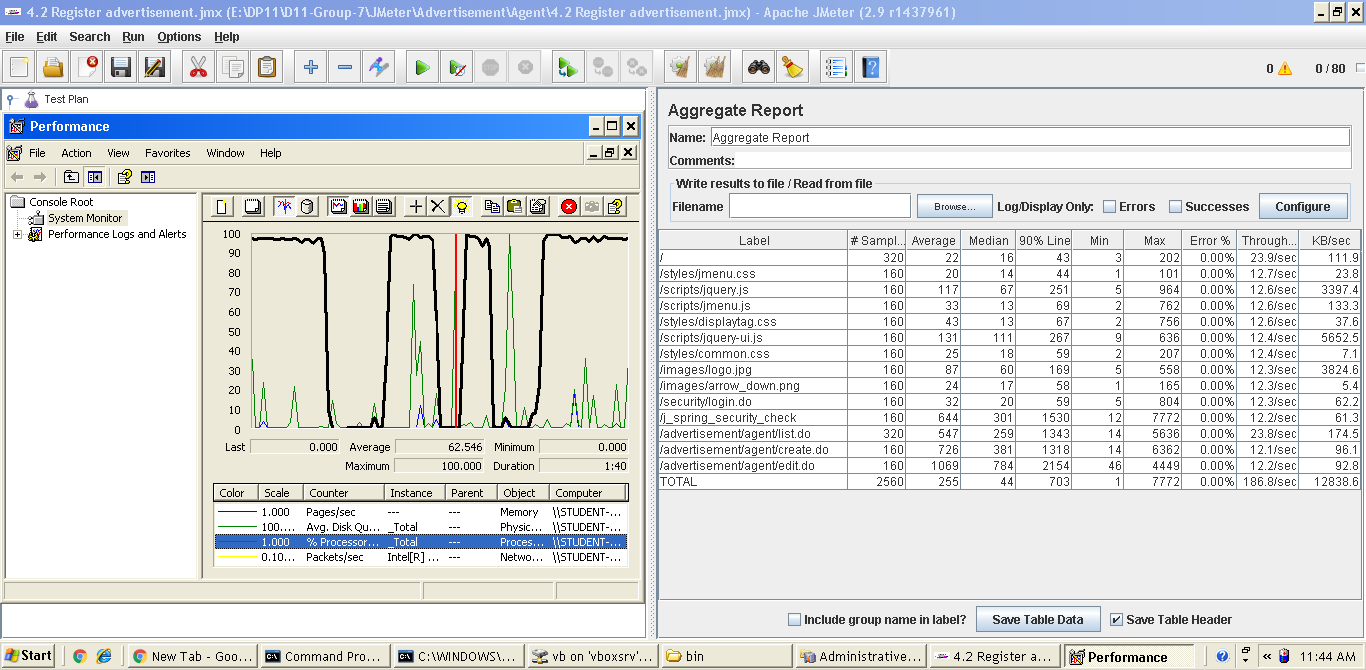 4.2 Register advertisement.jmx (E:\DP11\D11-Group-7\JMeter\Advertisement\Agent\4.2 Register advertisement.jmx) - Apache JMeter (2.9 r1437961)
File Edit Search Run Options Help
0 0 / 80
Test Plan
Performance
File Action View Favorites Window Help
Console Root
System Monitor
Performance Logs and Alerts
100
90
80
70
60
50
40
30
20
10
0
Last 0.000 Average 62.546 Minimum 0.000
Maximum 100.000 Duration 1:40
Color Scale Counter Instance Parent Object Computer
1.000 Pages/sec --- --- Memory \\STUDENT-...
100.... Avg. Disk Qu... _Total --- Physic... \\STUDENT-...
1.000 % Processor... _Total --- Proces... \\STUDENT-...
0.10... Packets/sec Intel[R] ... --- Netwo... \\STUDENT-...
Aggregate Report
Name: Aggregate Report
Comments:
Write results to file / Read from file
Filename Browse... Log/Display Only: Errors Successes Configure
Label # Sampl... Average Median 90% Line Min Max Error % Through... KB/sec
/ 320 22 16 43 3 202 0.00% 23.9/sec 111.9
/styles/jmenu.css 160 20 14 44 1 101 0.00% 12.7/sec 23.8
/scripts/jquery.js 160 117 67 251 5 964 0.00% 12.6/sec 3397.4
/scripts/jmenu.js 160 33 13 69 2 762 0.00% 12.6/sec 133.3
/styles/displaytag.css 160 43 13 67 2 756 0.00% 12.6/sec 37.6
/scripts/jquery-ui.js 160 131 111 267 9 636 0.00% 12.4/sec 5652.5
/styles/common.css 160 25 18 59 2 207 0.00% 12.4/sec 7.1
/images/logo.jpg 160 87 60 169 5 558 0.00% 12.3/sec 3824.6
/images/arrow_down.png 160 24 17 58 1 165 0.00% 12.3/sec 5.4
/security/login.do 160 32 20 59 5 804 0.00% 12.3/sec 62.2
/j_spring_security_check 160 644 301 1530 12 7772 0.00% 12.2/sec 61.3
/advertisement/agent/list.do 320 547 259 1343 14 5636 0.00% 23.8/sec 174.5
/advertisement/agent/create.do 160 726 381 1318 14 6362 0.00% 12.1/sec 96.1
/advertisement/agent/edit.do 160 1069 784 2154 46 4449 0.00% 12.2/sec 92.8
TOTAL 2560 255 44 703 1 7772 0.00% 186.8/sec 12838.6
Include group name in label? Save Table Data Save Table Header
Start New Tab - Goo... Command Pro... C:\WINDOWS\... vb on 'vboxsrv'... bin Administrative... 4.2 Register a... Performance 11:44 AM